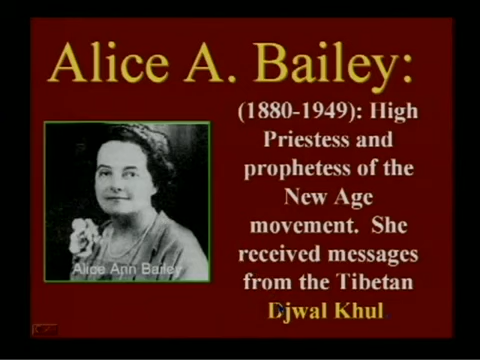 Alice A. Bailey:
(1880-1949): High
Priestess and
prophetess of the
New Age
movement. She
received messages
from the Tibetan
Djwal Khul
Alice Ann Bailey